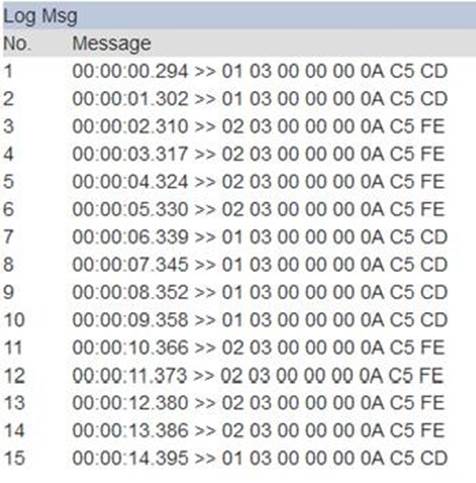 Log Msg
No. Message
1 00:00:00.294 >> 01 03 00 00 00 0A C5 CD
2 00:00:01.302 >> 01 03 00 00 00 0A C5 CD
3 00:00:02.310 >> 02 03 00 00 00 0A C5 FE
4 00:00:03.317 >> 02 03 00 00 00 0A C5 FE
5 00:00:04.324 >> 02 03 00 00 00 0A C5 FE
6 00:00:05.330 >> 02 03 00 00 00 0A C5 FE
7 00:00:06.339 >> 01 03 00 00 00 0A C5 CD
8 00:00:07.345 >> 01 03 00 00 00 0A C5 CD
9 00:00:08.352 >> 01 03 00 00 00 0A C5 CD
10 00:00:09.358 >> 01 03 00 00 00 0A C5 CD
11 00:00:10.366 >> 02 03 00 00 00 0A C5 FE
12 00:00:11.373 >> 02 03 00 00 00 0A C5 FE
13 00:00:12.380 >> 02 03 00 00 00 0A C5 FE
14 00:00:13.386 >> 02 03 00 00 00 0A C5 FE
15 00:00:14.395 >> 01 03 00 00 00 0A C5 CD